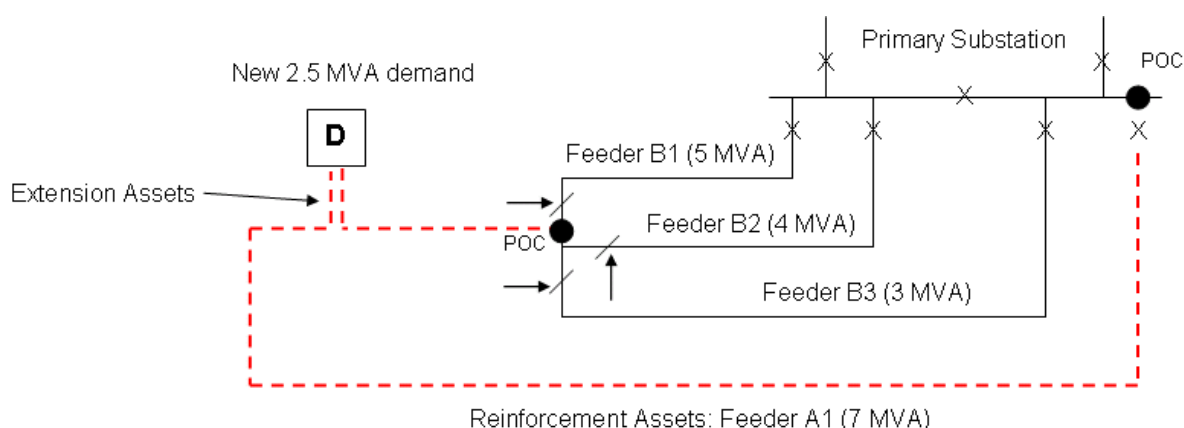 Primary Substation
POC
New 2.5 MVA demand
D
Extension Assets
Feeder B1 (5 MVA)
Feeder B2 (4 MVA)
POC
Feeder B3 (3 MVA)
Reinforcement Assets: Feeder A1 (7 MVA)